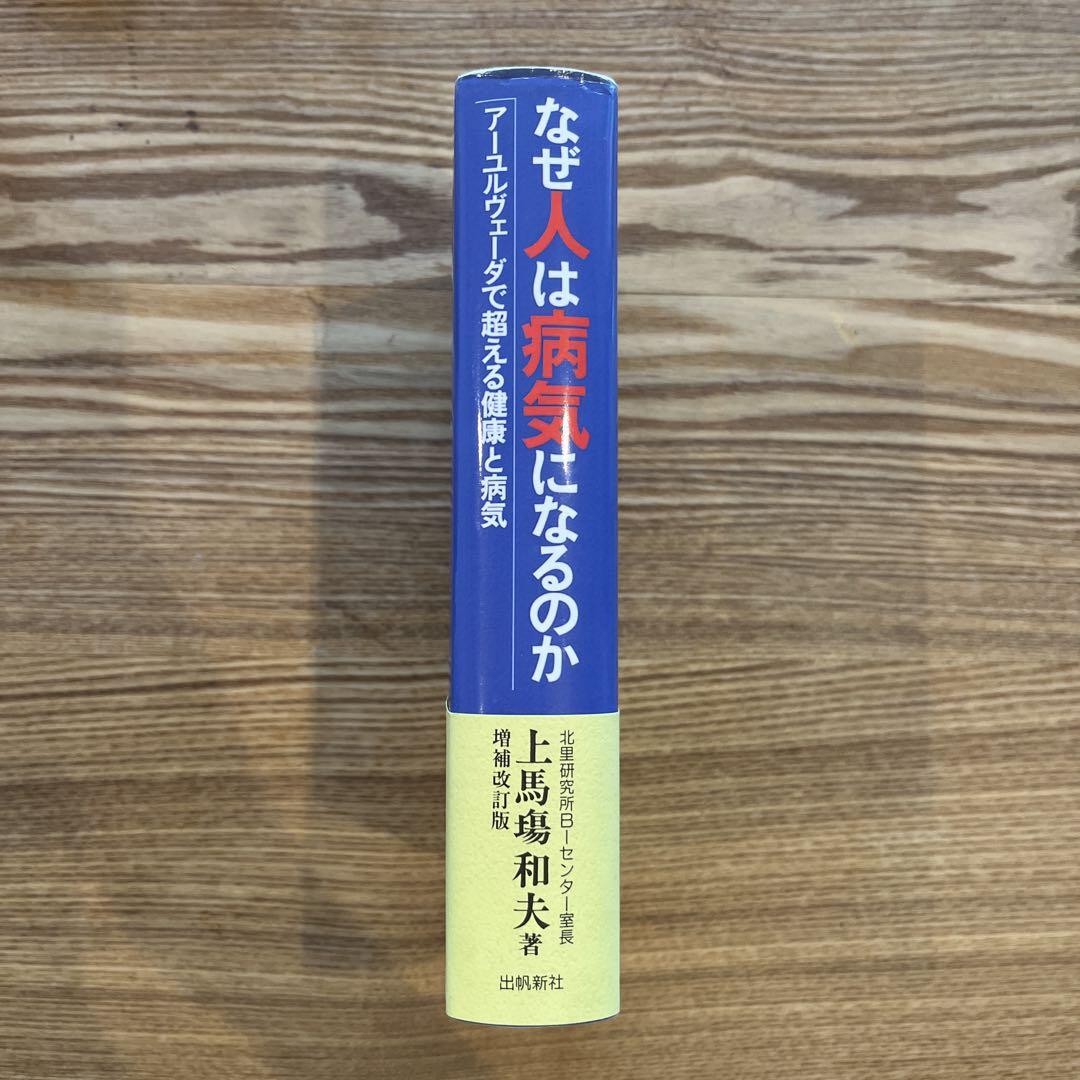 なぜ人は病気になるのか
アーユルヴェーダで超える健康と病気
北里研究所BIセンター室長
上馬塲和夫著
増補改訂版
出帆新社